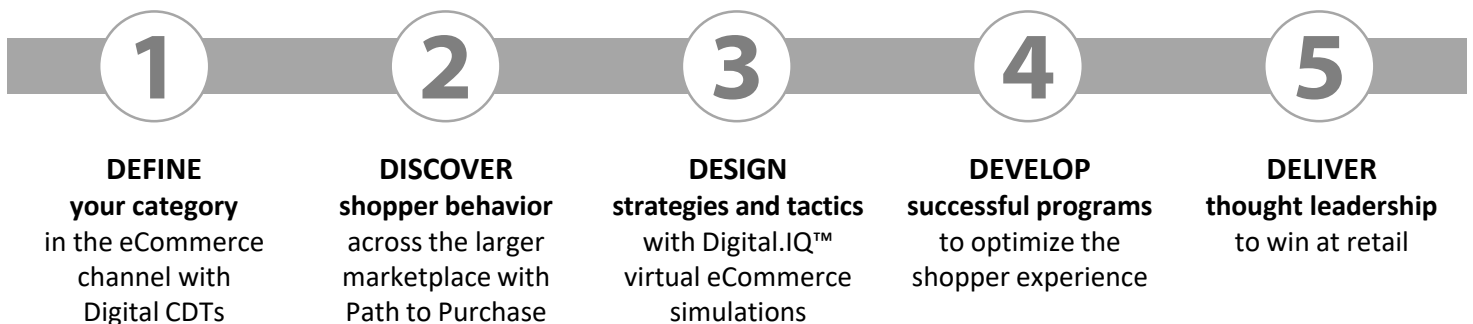 1
DEFINE
your category
in the eCommerce
channel with
Digital CDTs
2
DISCOVER
shopper behavior
across the larger
marketplace with
Path to Purchase
3
DESIGN
strategies and tactics
with Digital.IQ™
virtual eCommerce
simulations
4
DEVELOP
successful programs
to optimize the
shopper experience
5
DELIVER
thought leadership
to win at retail